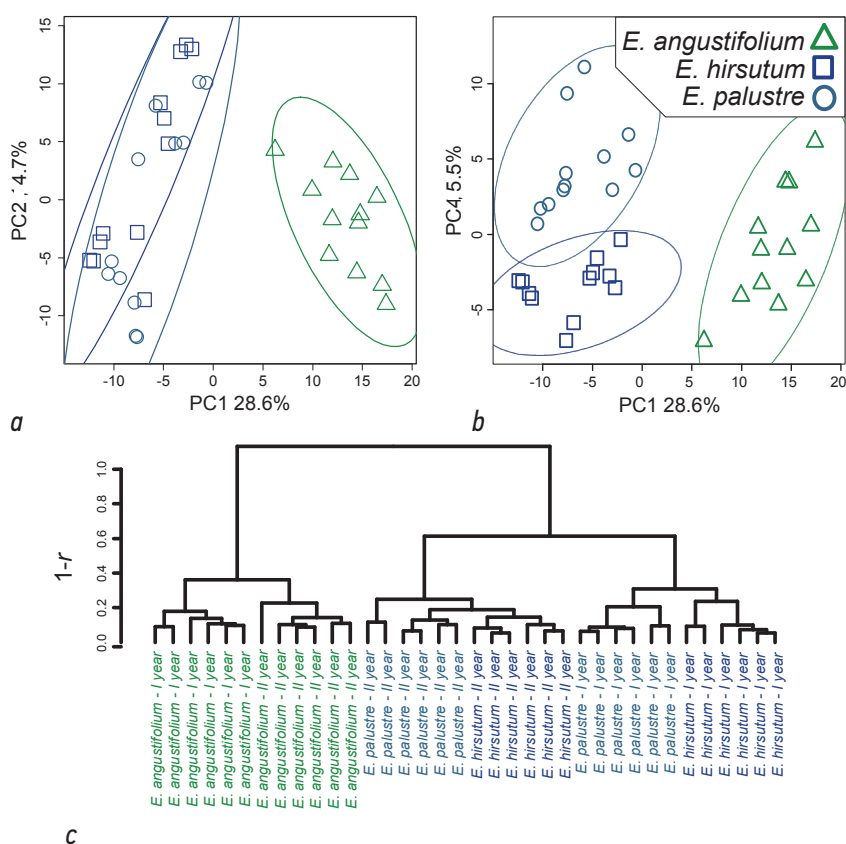 15
10
5
0
-5
-10
PC2 , 4.7%
-10
-5
0
5
10
15
20
PC1 28.6%
a
10
5
0
-5
PC4, 5.5%
-10
-5
0
5
10
15
20
PC1 28.6%
b
E. angustifolium
E. hirsutum
E. palustre
1.0
0.8
0.6
0.4
0.2
0.0
1-r
E. angustifolium - I year
E. angustifolium - I year
E. angustifolium - I year
E. angustifolium - I year
E. angustifolium - I year
E. angustifolium - I year
E. angustifolium - II year
E. angustifolium - II year
E. angustifolium - II year
E. angustifolium - II year
E. angustifolium - II year
E. angustifolium - II year
E. palustre - II year
E. palustre - II year
E. palustre - II year
E. palustre - II year
E. palustre - II year
E. palustre - II year
E. hirsutum - II year
E. hirsutum - II year
E. hirsutum - II year
E. hirsutum - II year
E. hirsutum - II year
E. hirsutum - II year
E. palustre - I year
E. palustre - I year
E. palustre - I year
E. palustre - I year
E. palustre - I year
E. palustre - I year
E. hirsutum - I year
E. hirsutum - I year
E. hirsutum - I year
E. hirsutum - I year
E. hirsutum - I year
E. hirsutum - I year
c